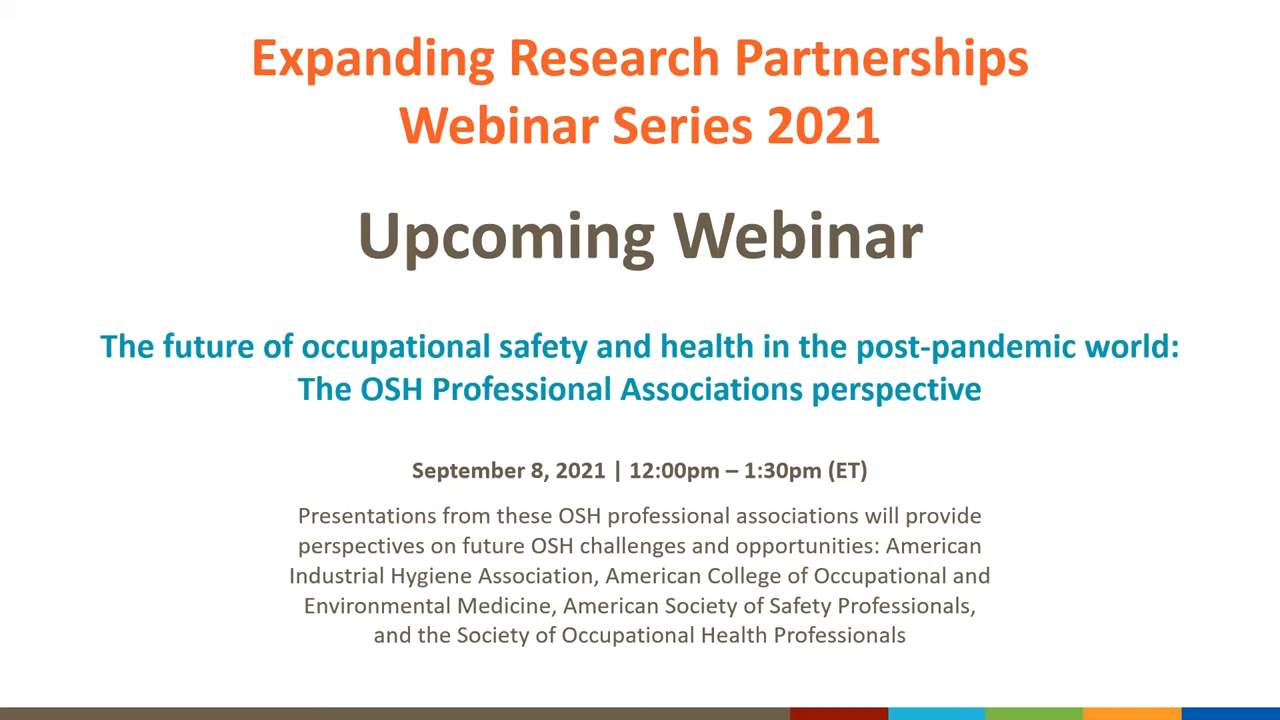 Expanding Research Partnerships
Webinar Series 2021
Upcoming Webinar
The future of occupational safety and health in the post-pandemic world:
The OSH Professional Associations perspective
September 8, 2021 | 12:00pm – 1:30pm (ET)
Presentations from these OSH professional associations will provide
perspectives on future OSH challenges and opportunities: American
Industrial Hygiene Association, American College of Occupational and
Environmental Medicine, American Society of Safety Professionals,
and the Society of Occupational Health Professionals